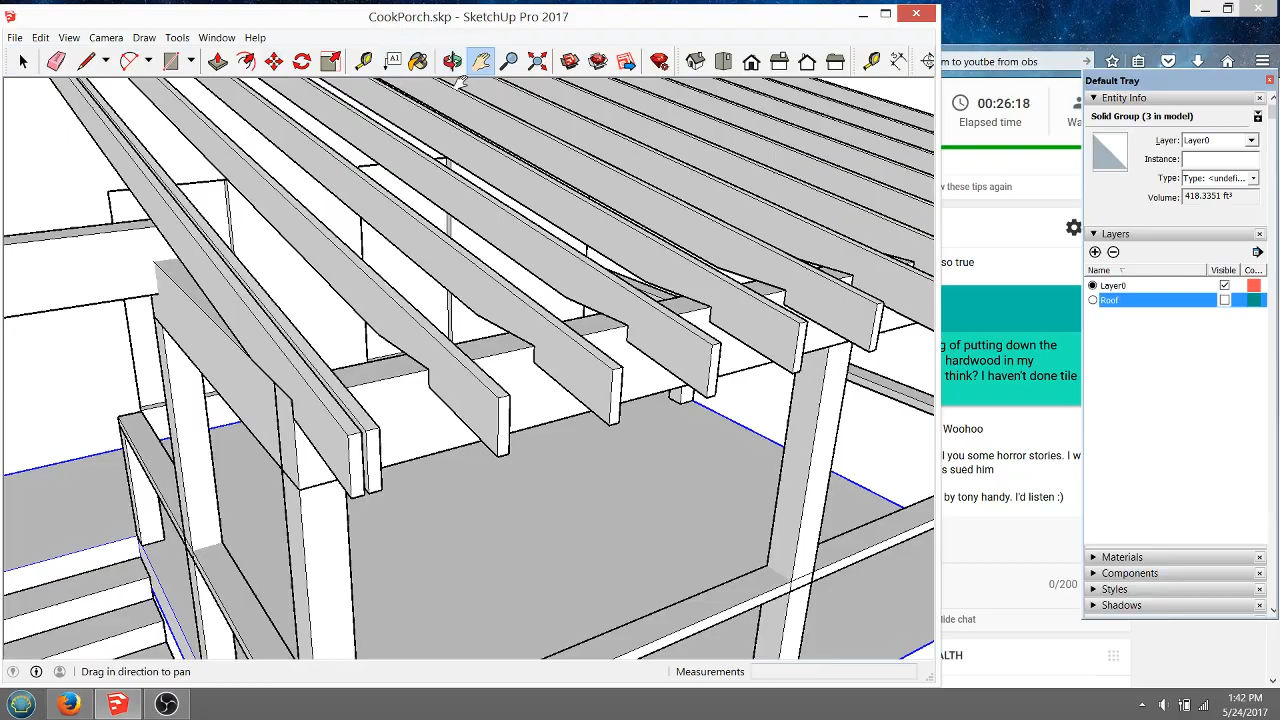 CookPorch.skp - SketchUp Pro 2017
File Edit View Camera Draw Tools Window Help
m to youtbe from obs
Default Tray
Entity Info
Solid Group (3 in model)
Layer: Layer0
Instance:
Type: Type: <undefi...
Volume: 418.3351 ft³
00:26:18
Elapsed time
Wa
w these tips again
Layers
Name Visible Co...
Layer0
Roof
so true
g of putting down the
hardwood in my
think? I haven't done tile
Woohoo
l you some horror stories. I w
s sued him
by tony handy. I'd listen :)
Materials
Components
Styles
Shadows
0/200
lide chat
ALTH
Drag in direction to pan
Measurements
1:42 PM
5/24/2017